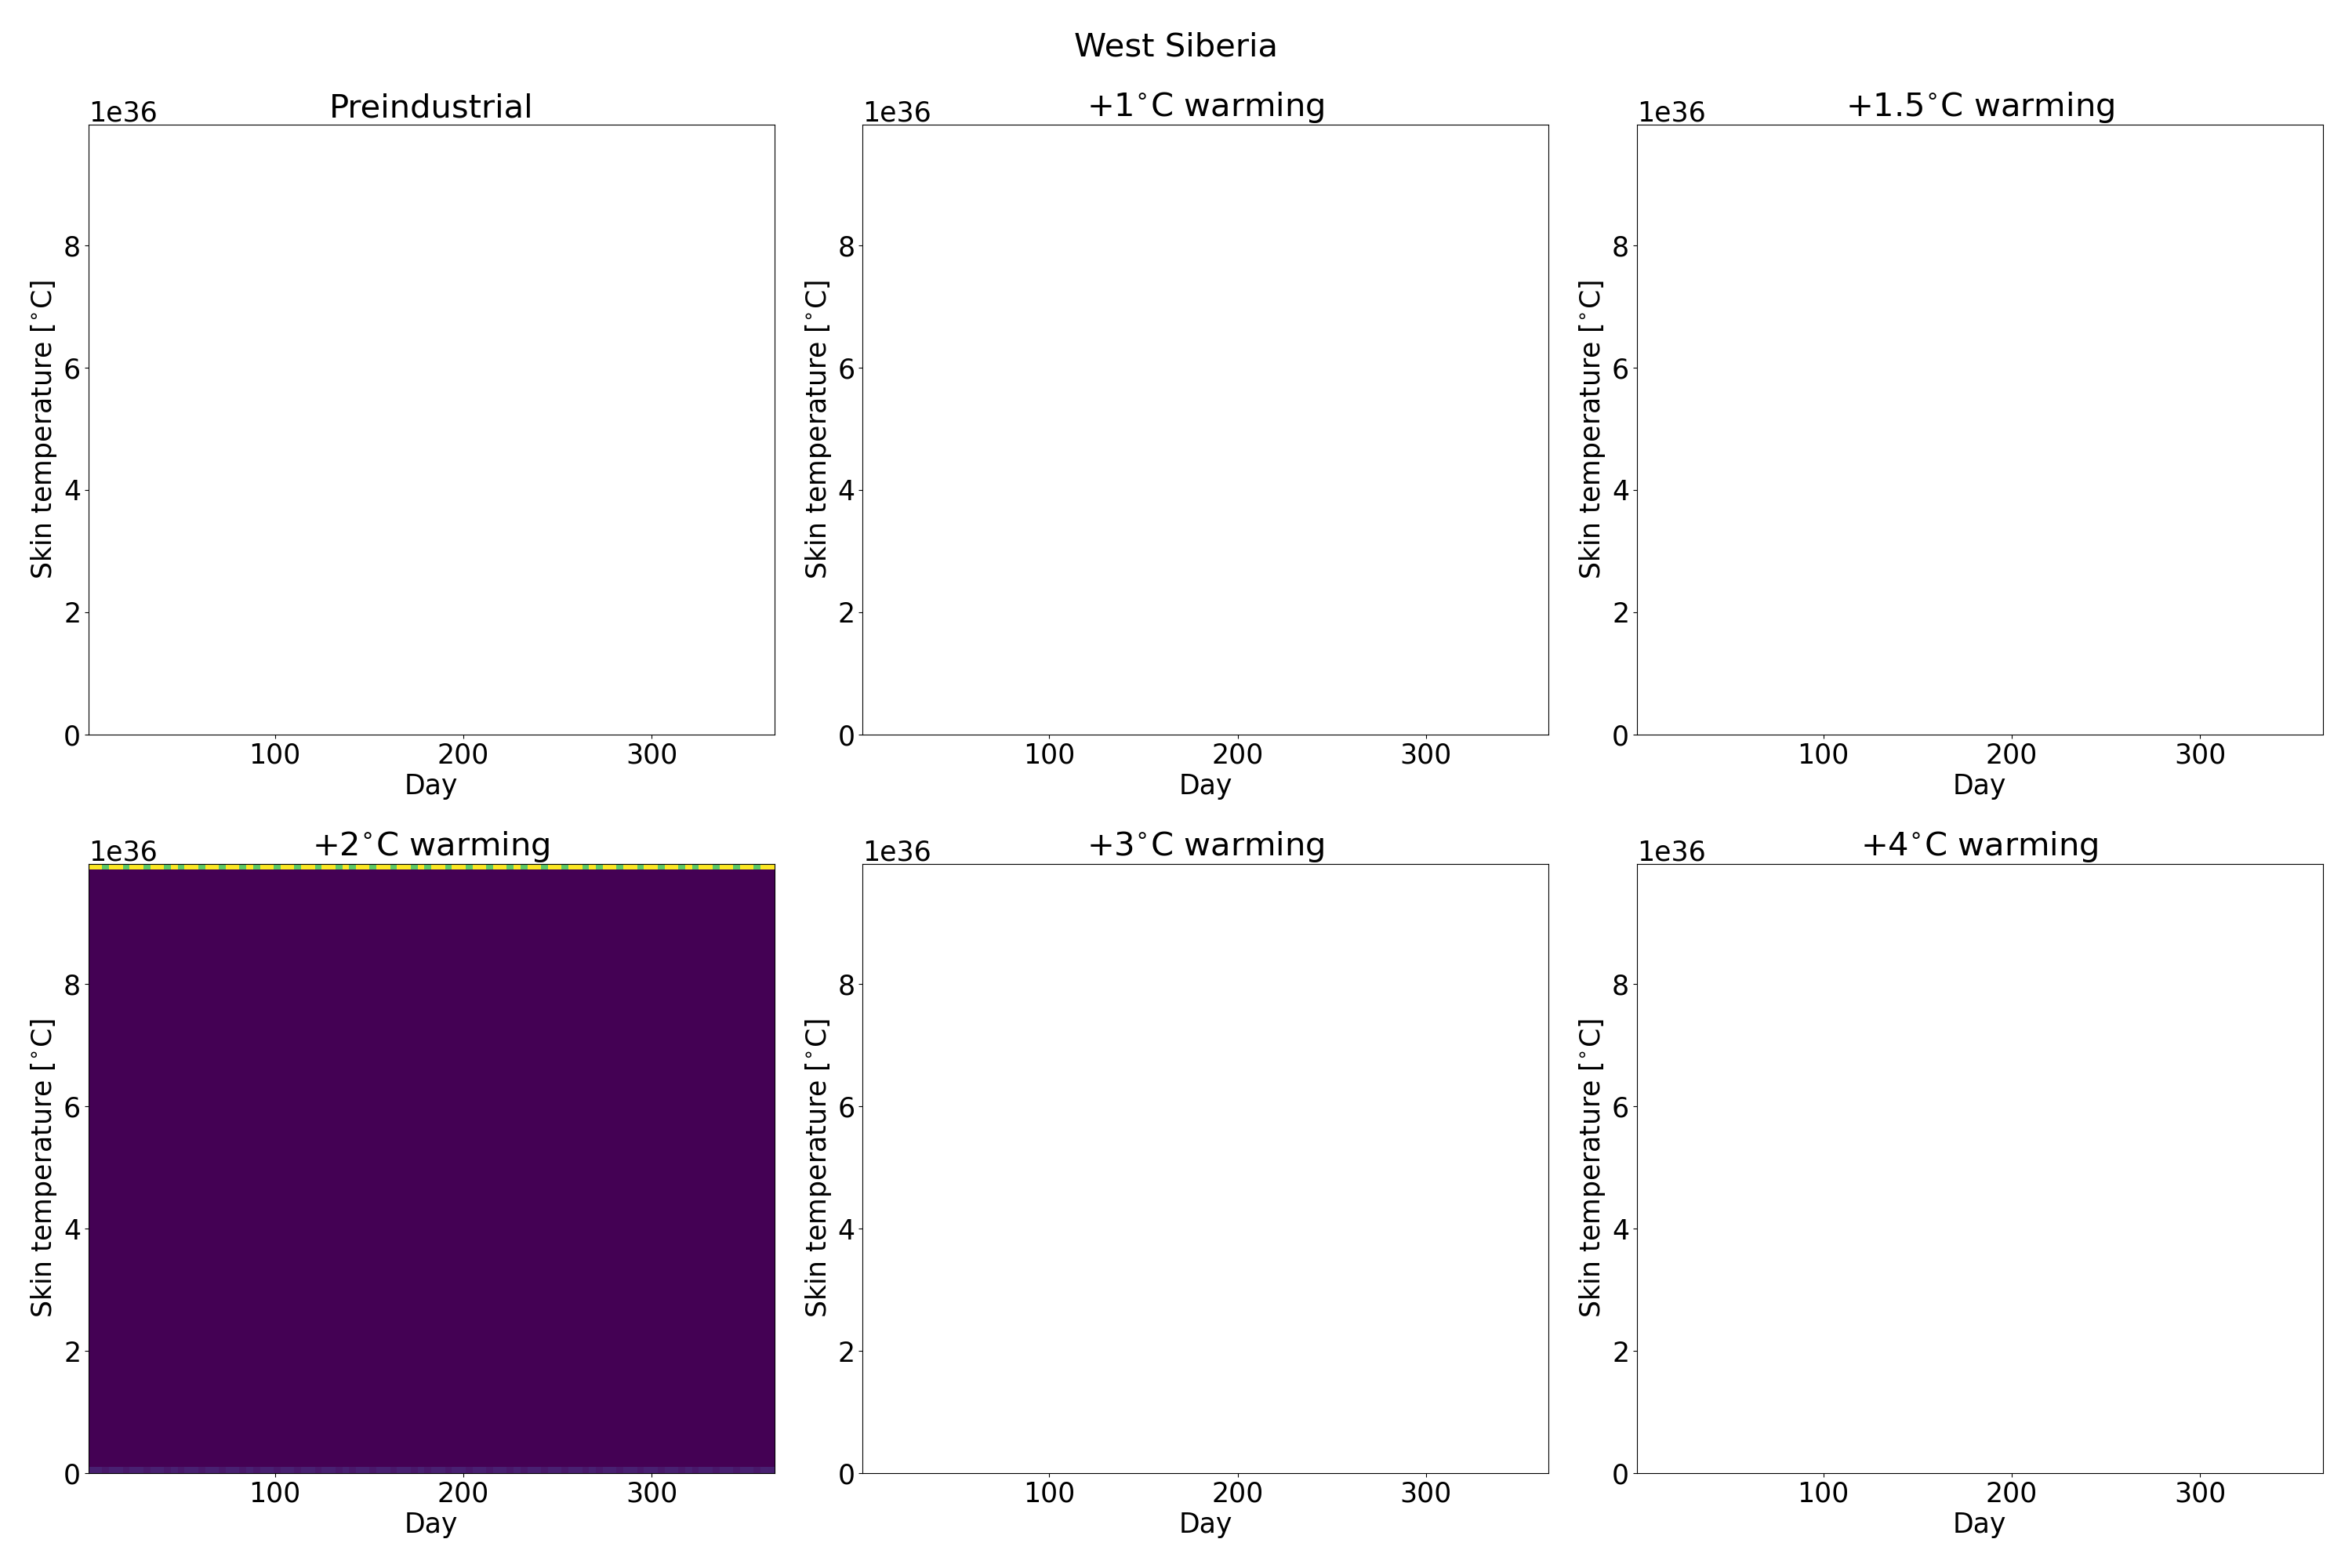 West Siberia
Preindustrial
1e36
8
6
4
2
0
Skin temperature [°C]
100 200 300
Day
+1°C warming
1e36
8
6
4
2
0
Skin temperature [°C]
100 200 300
Day
+1.5°C warming
1e36
8
6
4
2
0
Skin temperature [°C]
100 200 300
Day
+2°C warming
1e36
8
6
4
2
0
Skin temperature [°C]
100 200 300
Day
+3°C warming
1e36
8
6
4
2
0
Skin temperature [°C]
100 200 300
Day
+4°C warming
1e36
8
6
4
2
0
Skin temperature [°C]
100 200 300
Day